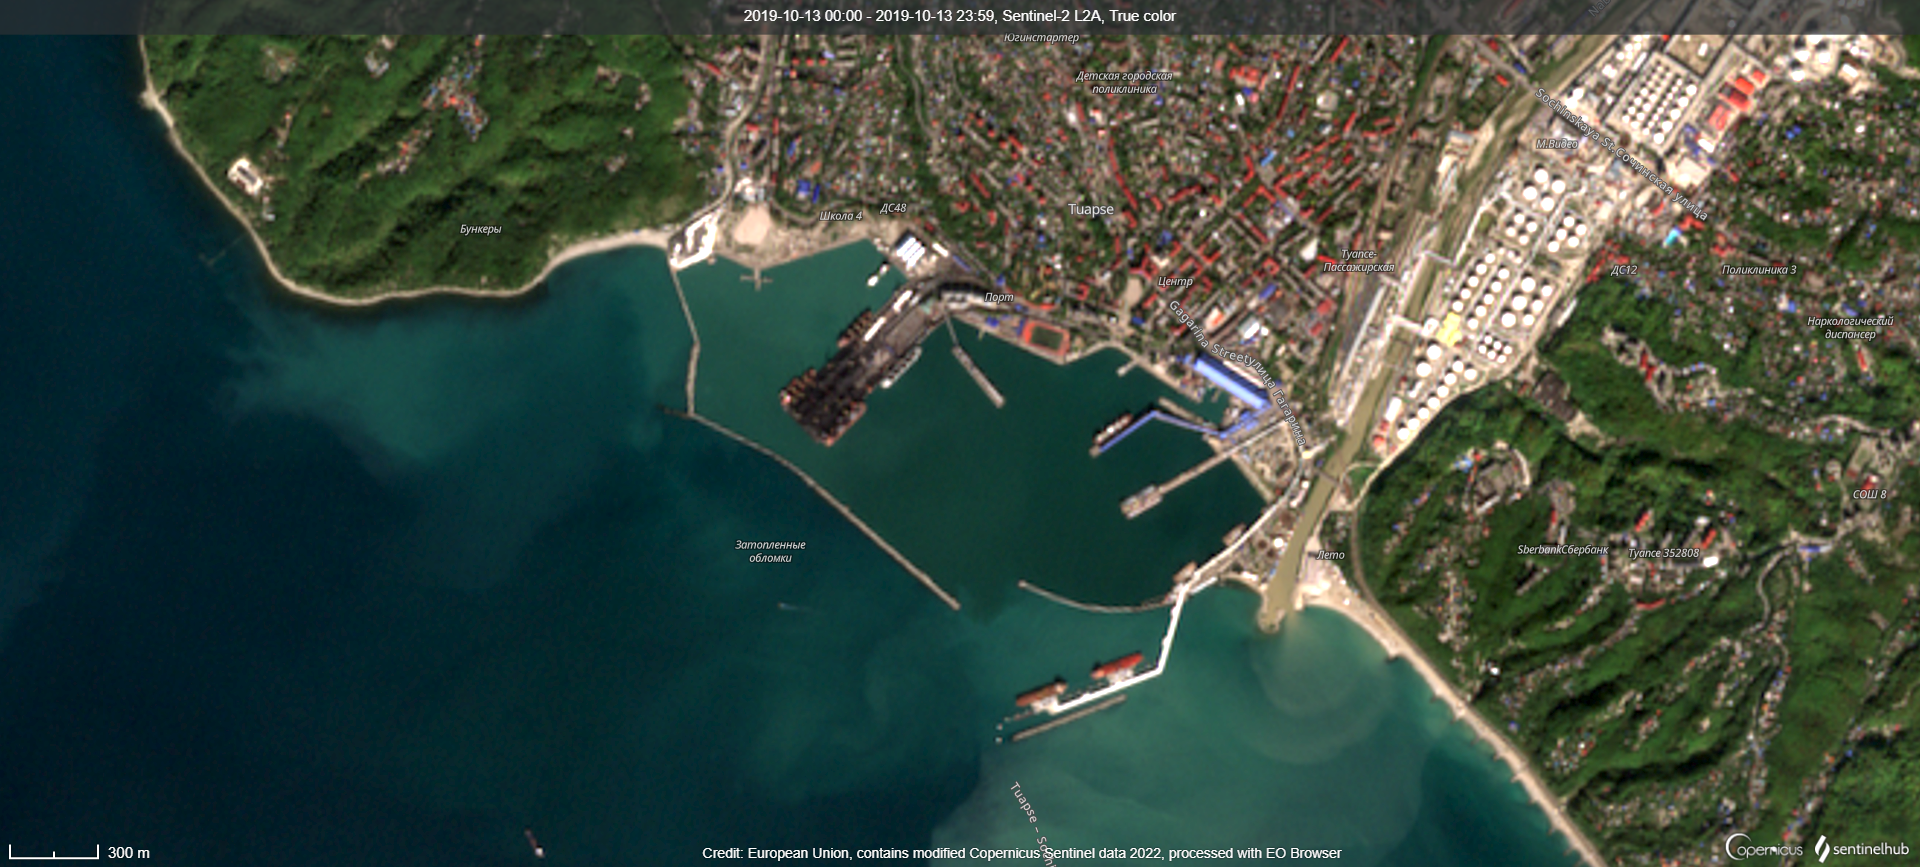 2019-10-13 00:00 - 2019-10-13 23:59, Sentinel-2 L2A, True color
Югинстартер
Детская городская
поликлиника
Sochinskaya St.Сочинская улица
М.Видео
Школа 4
ДС48
Tuapse
Бункеры
Туапсе-
Пассажирская
ДС12
Поликлиника 3
Центр
Порт
Gagarina Streetулица Гагарина
Наркологический
диспансер
СОШ 8
Затопленные
обломки
Лето
SberbankСбербанк
Туапсе 352808
Tuapse – Sochi
300 m
Credit: European Union, contains modified Copernicus Sentinel data 2022, processed with EO Browser
opernicus
sentinelhub